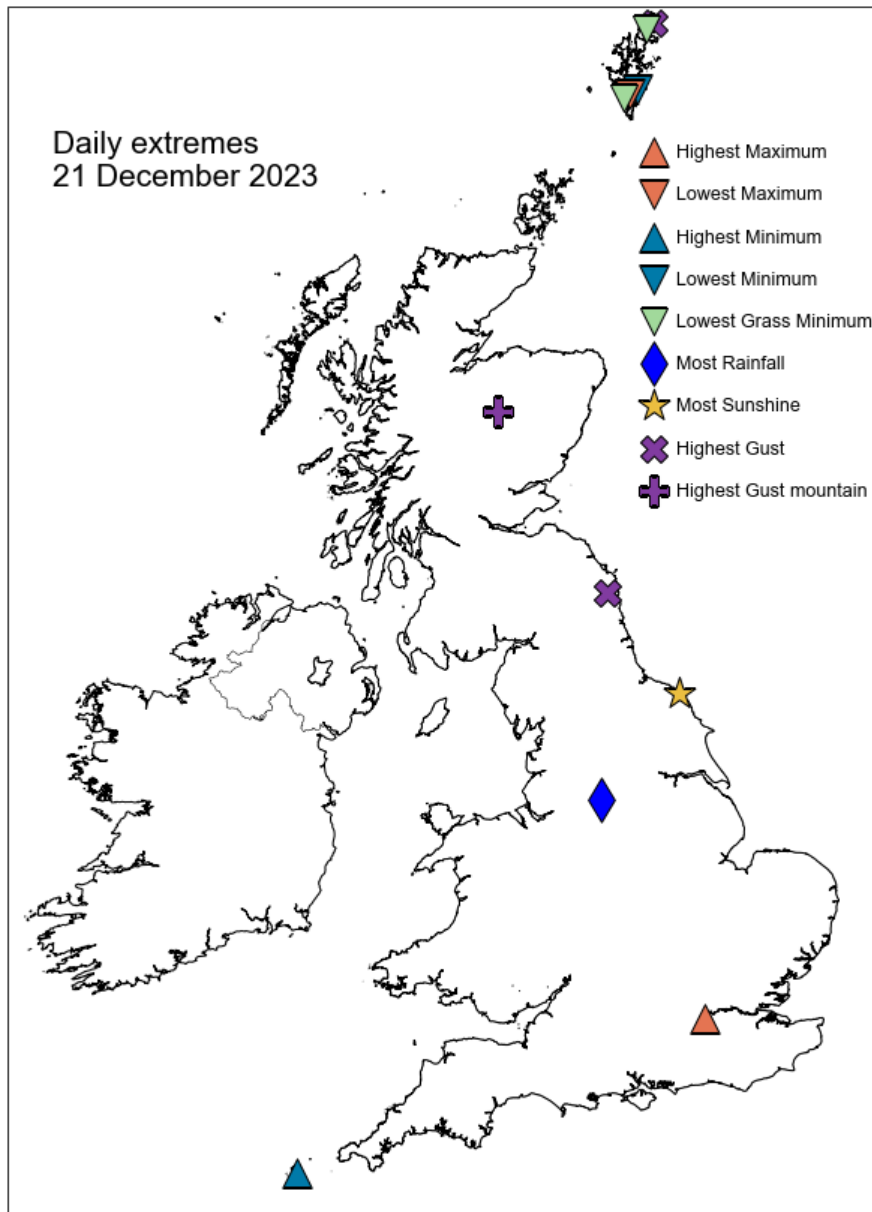 Daily extremes
21 December 2023
Highest Maximum
Lowest Maximum
Highest Minimum
Lowest Minimum
Lowest Grass Minimum
Most Rainfall
Most Sunshine
Highest Gust
Highest Gust mountain